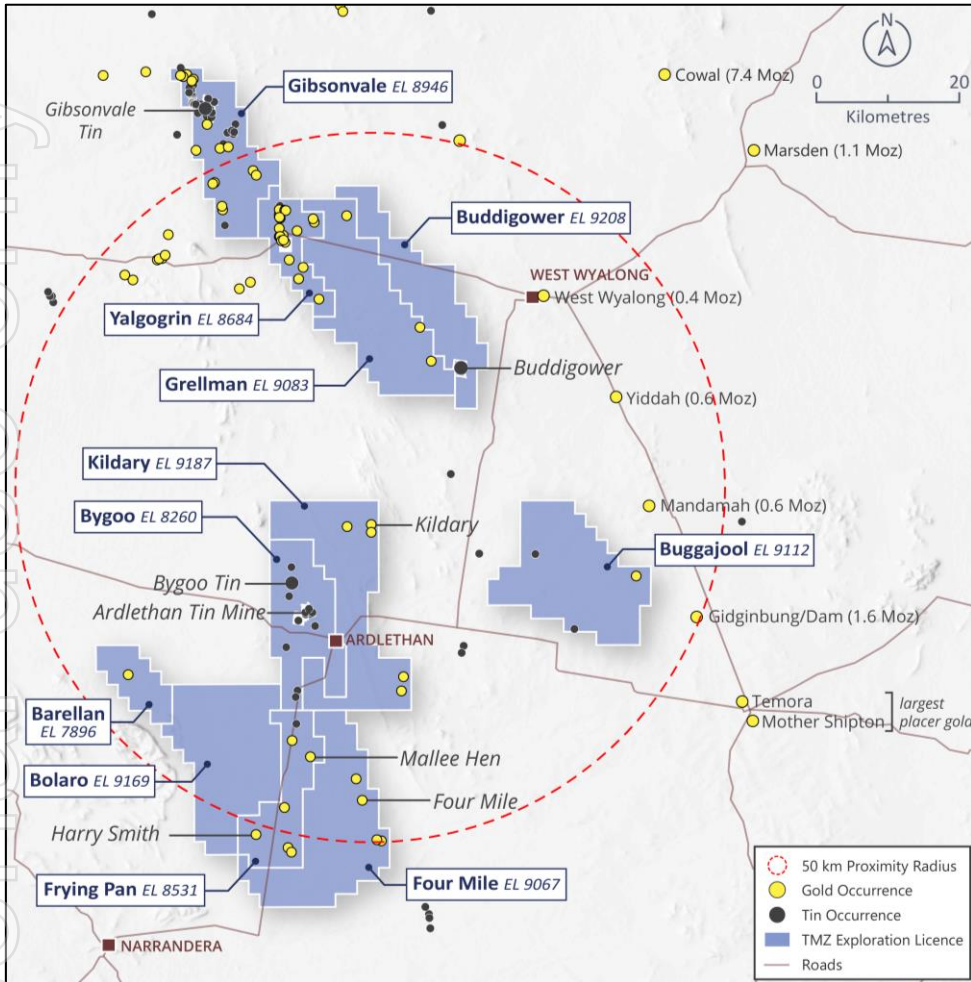 N
0
20
Kilometres
Cowal (7.4 Moz)
Gibsonvale EL 8946
Gibsonvale
Tin
Marsden (1.1 Moz)
Buddigower EL 9208
WEST WYALONG
West Wyalong (0.4 Moz)
Yalgogrin EL 8684
Buddigower
Grellman EL 9083
Yiddah (0.6 Moz)
Kildary EL 9187
Bygoo EL 8260
Kildary
Mandamah (0.6 Moz)
Buggajool EL 9112
Bygoo Tin
Ardlethan Tin Mine
Gidginbung/Dam (1.6 Moz)
ARDLETHAN
Barellan
EL 7896
Temora
Mother Shipton
largest
placer gold
Bolaro EL 9169
Mallee Hen
Four Mile
Harry Smith
Frying Pan EL 8531
Four Mile EL 9067
NARRANDERA
50 km Proximity Radius
Gold Occurrence
Tin Occurrence
TMZ Exploration Licence
Roads